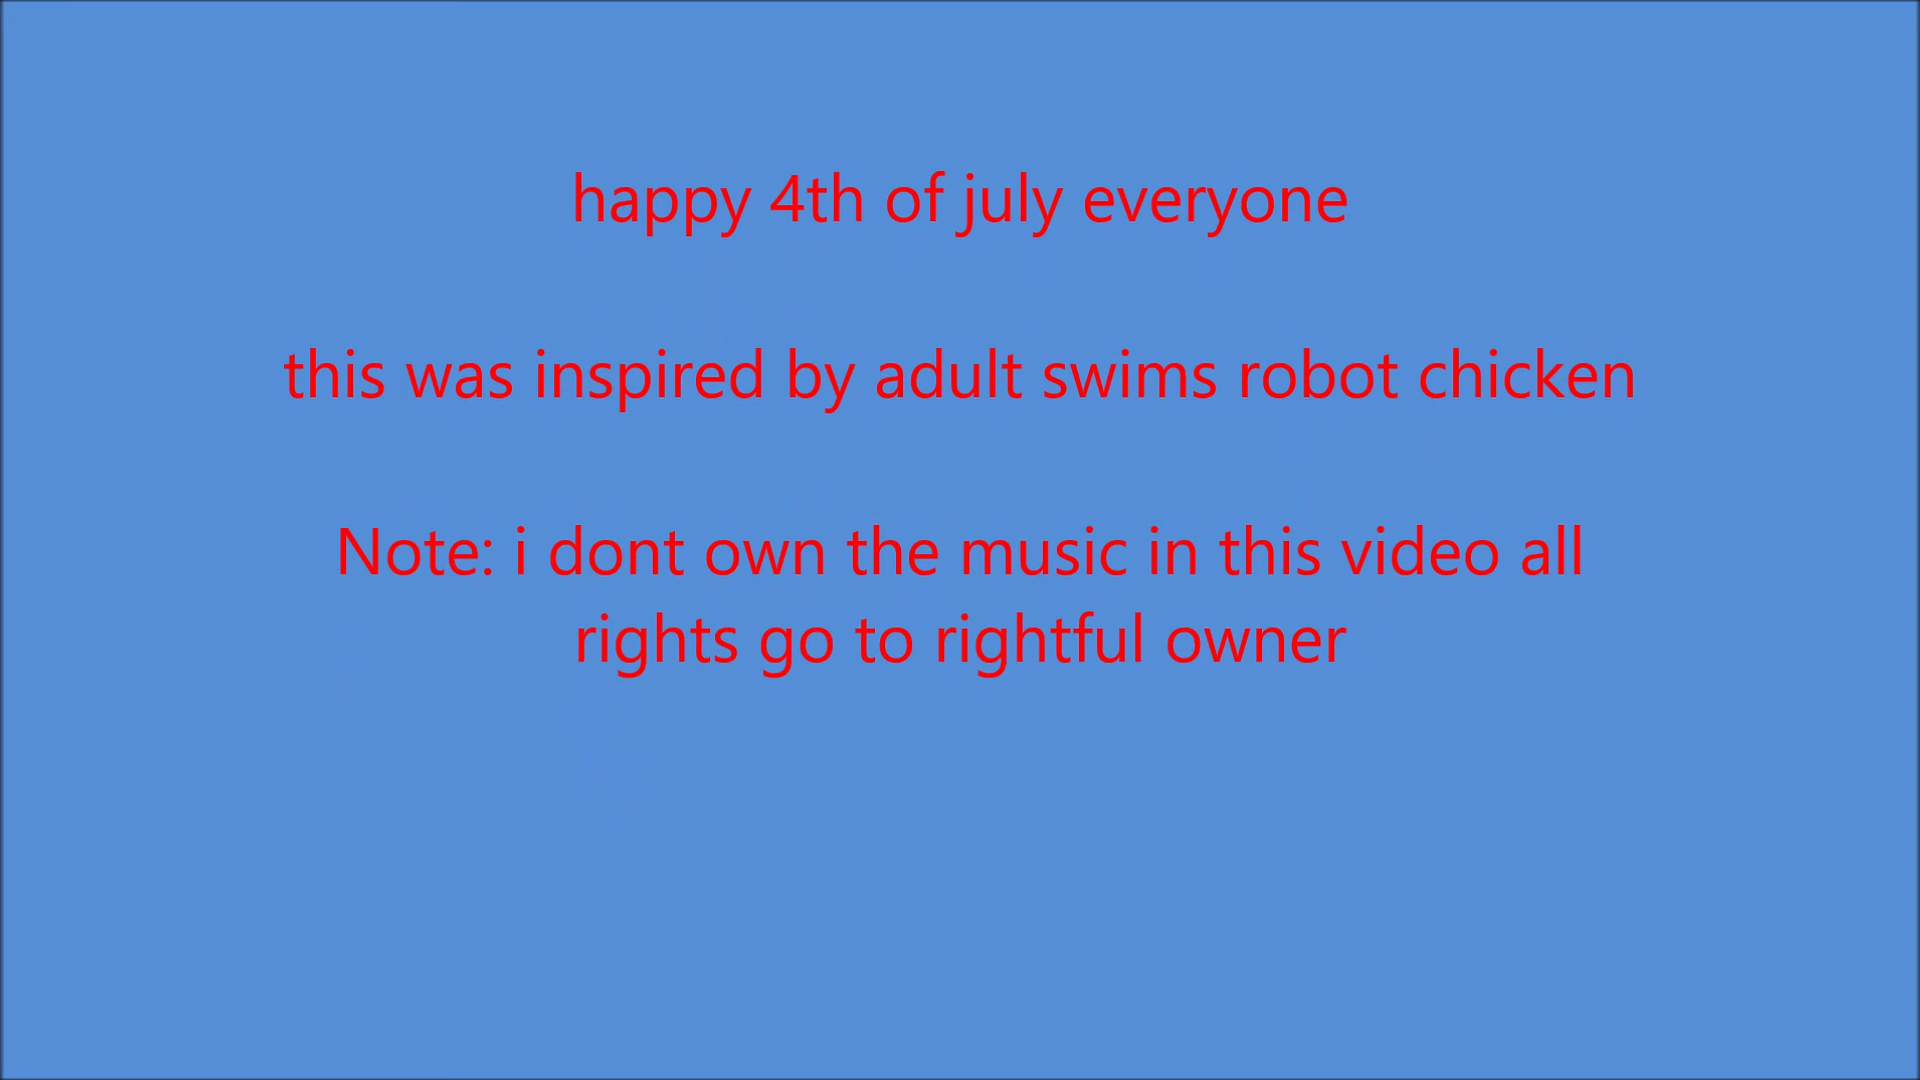 happy 4th of july everyone
this was inspired by adult swims robot chicken
Note: i dont own the music in this video all
rights go to rightful owner